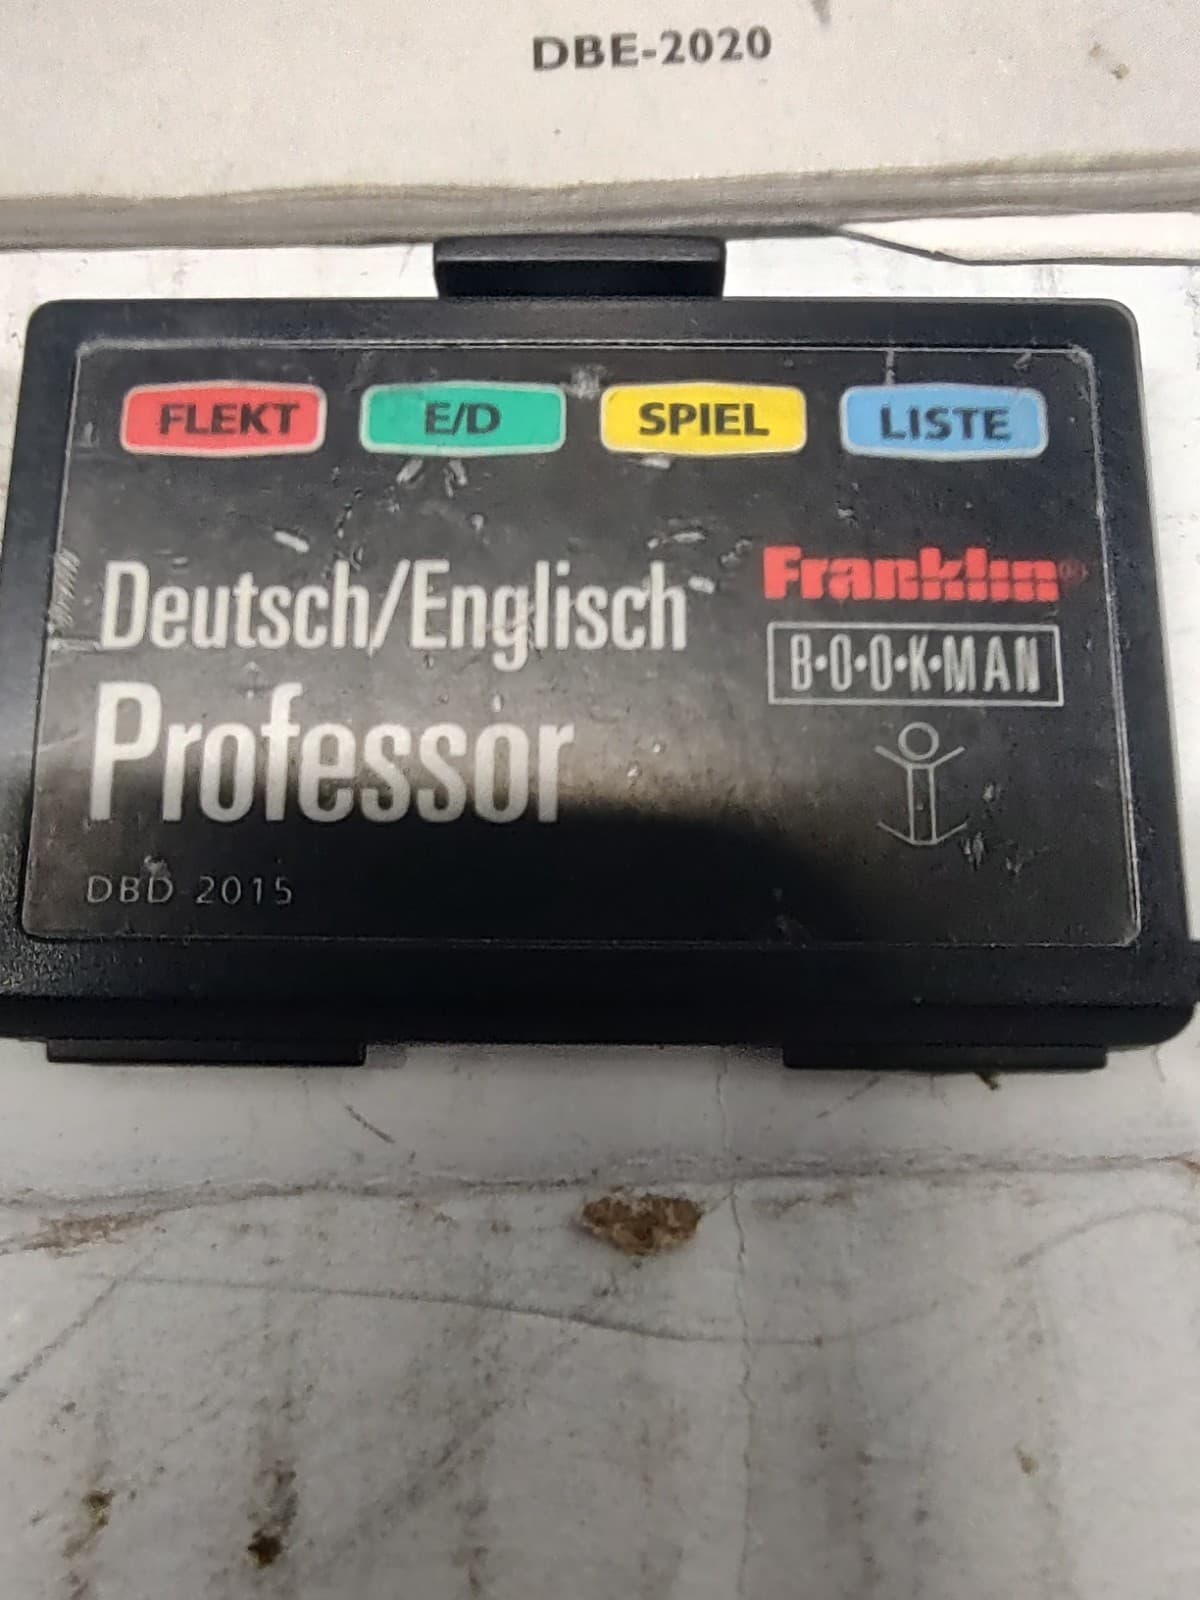 DBE-2020
FLEKT E/D SPIEL LISTE
Deutsch/Englisch
Professor
DBD-2015
Franklin®
B•O•O•K•MAN